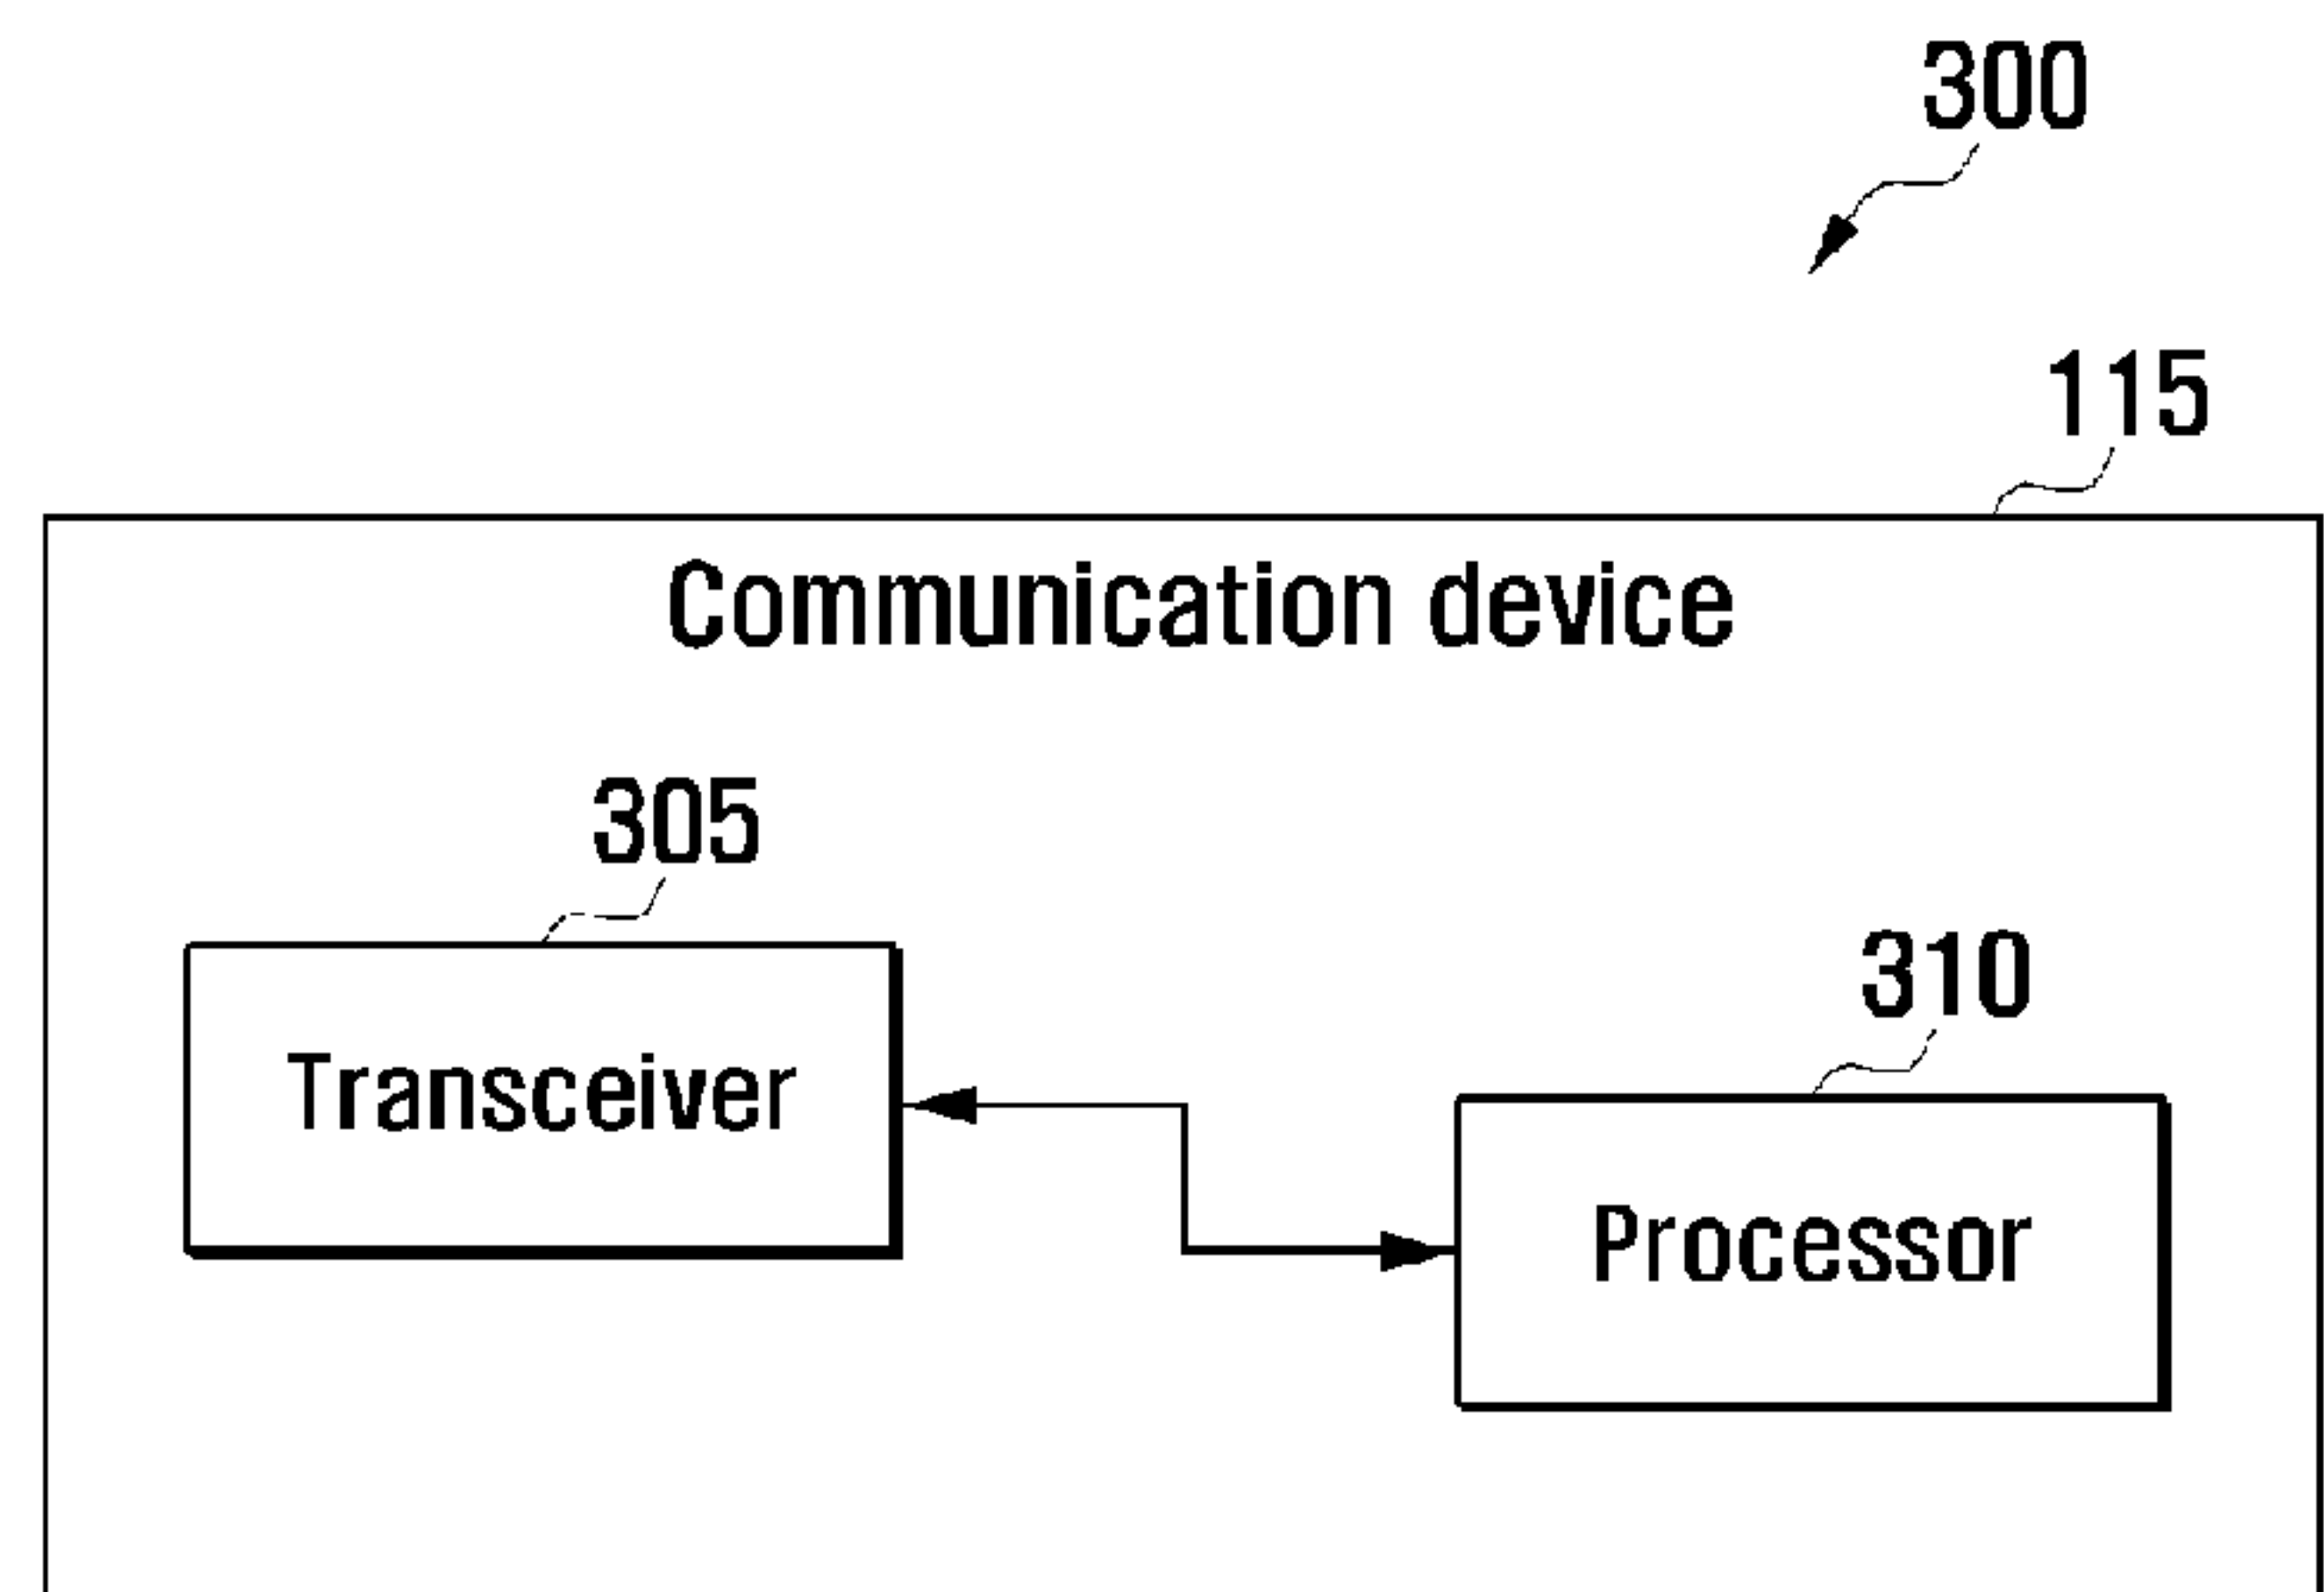 300
115
Communication device
305
310
Transceiver
Processor